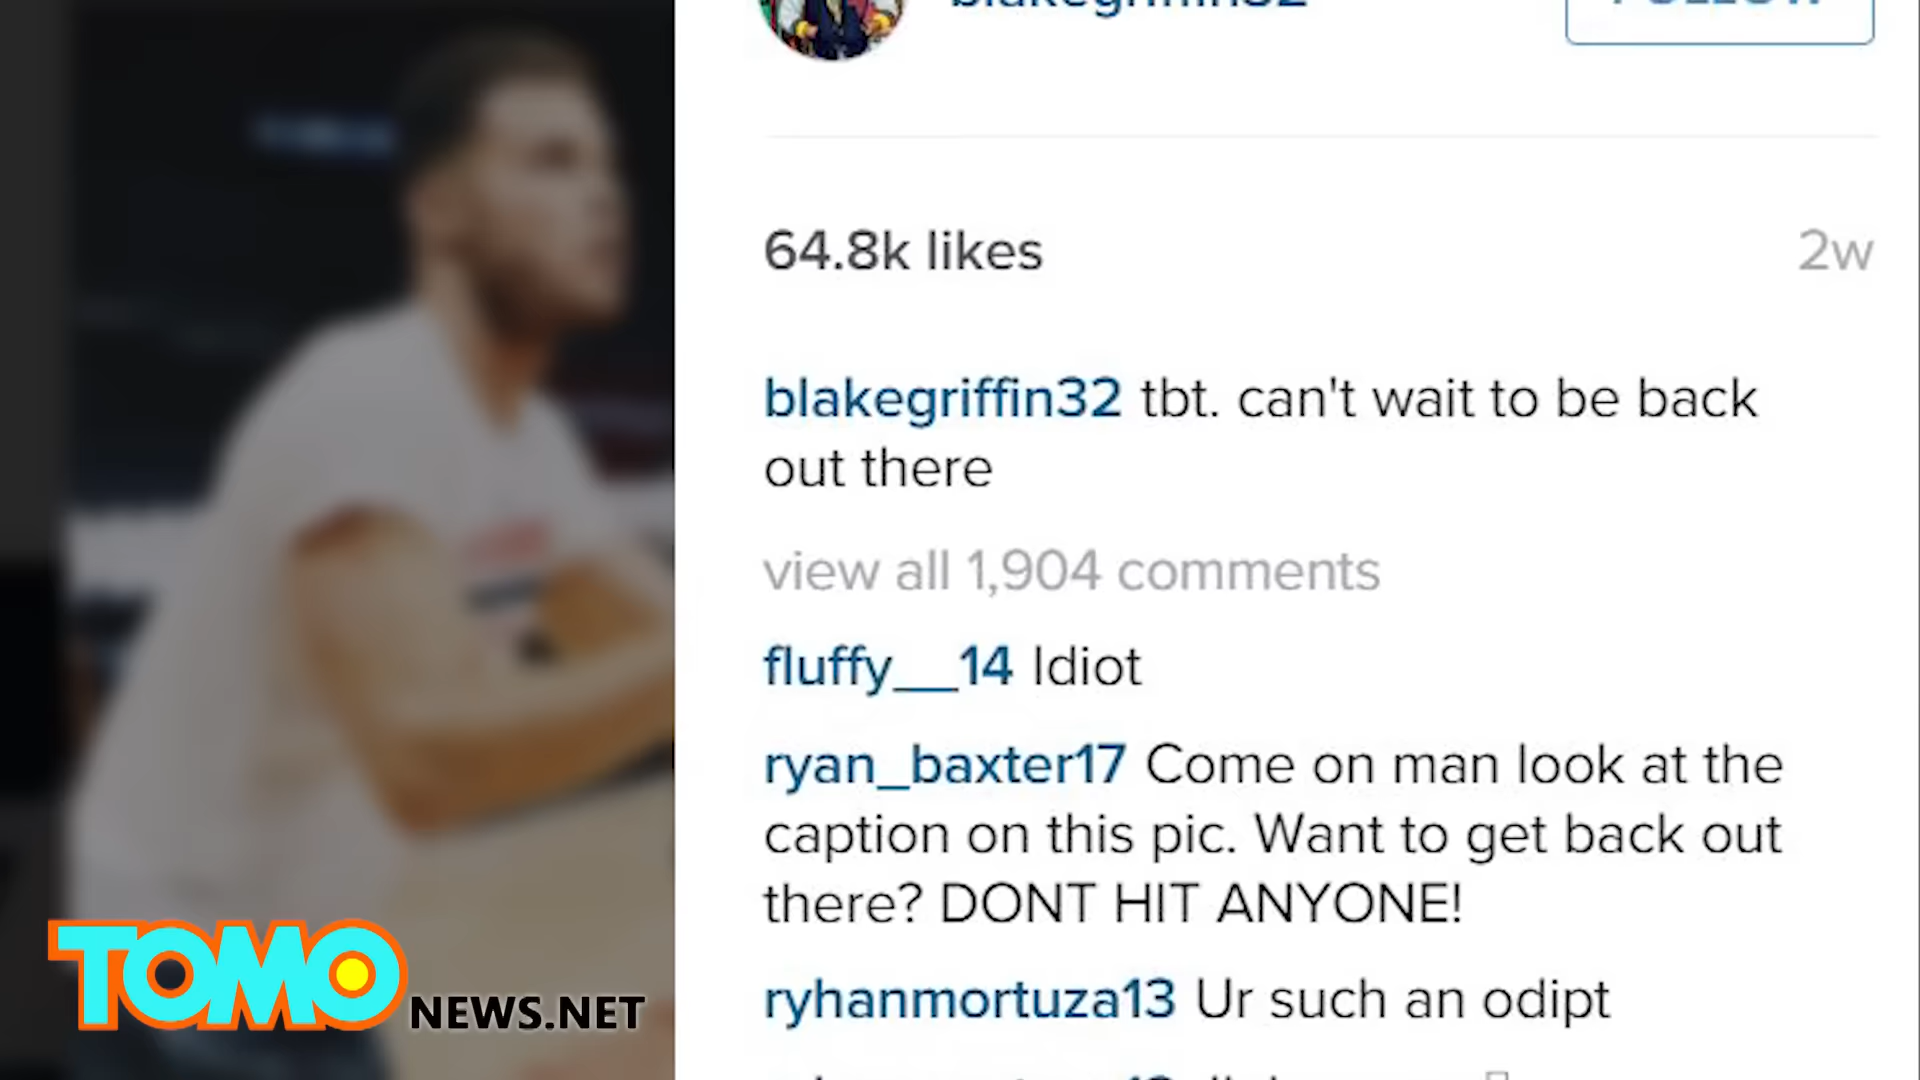 blakegriffin32
FOLLOW
64.8k likes
2w
blakegriffin32 tbt. can't wait to be back
out there
view all 1,904 comments
fluffy__14 Idiot
ryan_baxter17 Come on man look at the
caption on this pic. Want to get back out
there? DONT HIT ANYONE!
ryhanmortuza13 Ur such an odipt
TOMO NEWS.NET